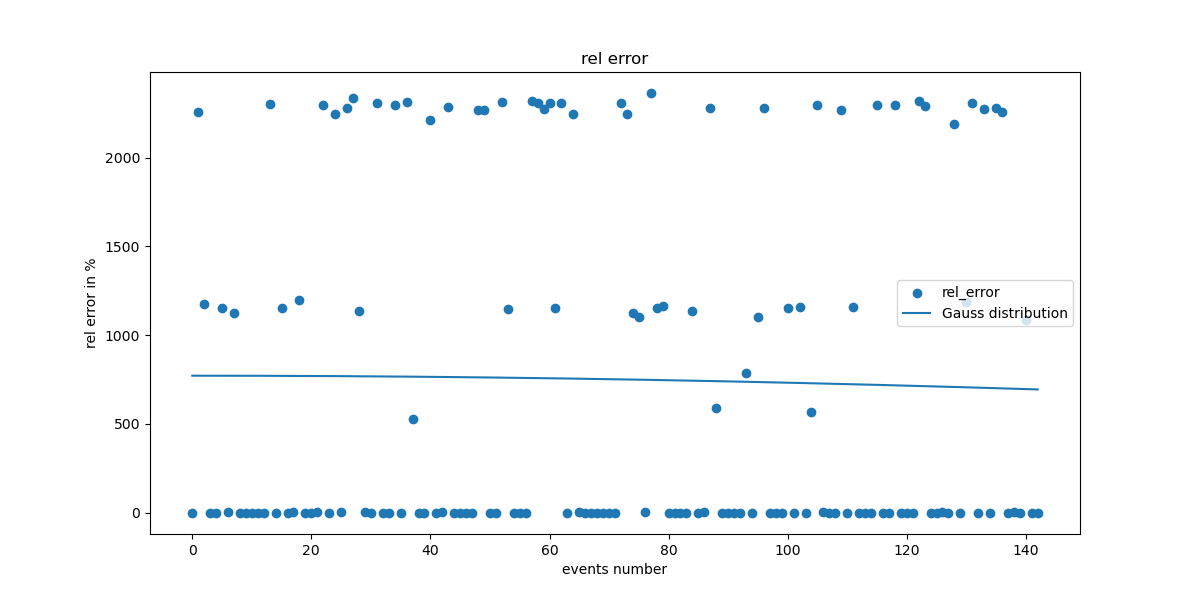 rel error
rel error in %
2000
1500
1000
500
0
rel_error
Gauss distribution
0 20 40 60 80 100 120 140
events number